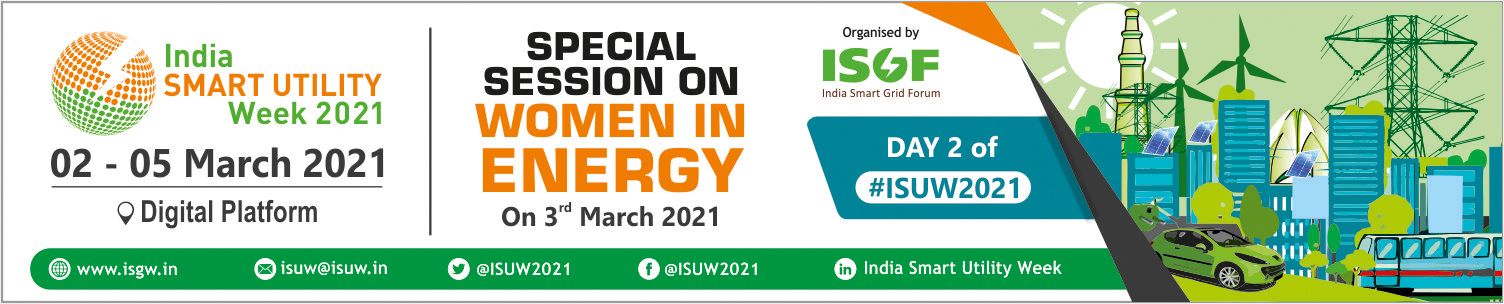 India
SMART UTILITY
Week 2021
02 - 05 March 2021
Digital Platform
SPECIAL
SESSION ON
WOMEN IN
ENERGY
On 3rd March 2021
Organised by
ISGF
India Smart Grid Forum
DAY 2 of
#ISUW2021
www.isgw.in
isuw@isuw.in
@ISUW2021
@ISUW2021
India Smart Utility Week